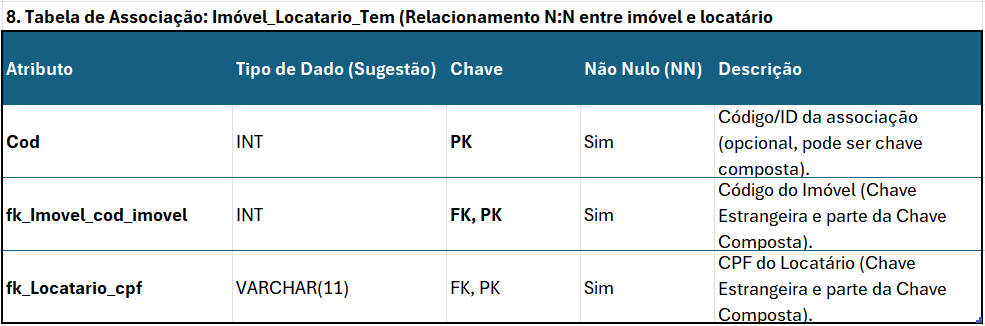 8. Tabela de Associação: Imóvel_Locatario_Tem (Relacionamento N:N entre imóvel e locatário
Atributo Tipo de Dado (Sugestão) Chave Não Nulo (NN) Descrição
Cod INT PK Sim Código/ID da associação
(opcional, pode ser chave
composta).
fk_Imovel_cod_imovel INT FK, PK Sim Código do Imóvel (Chave
Estrangeira e parte da Chave
Composta).
fk_Locatario_cpf VARCHAR(11) FK, PK Sim CPF do Locatário (Chave
Estrangeira e parte da Chave
Composta).